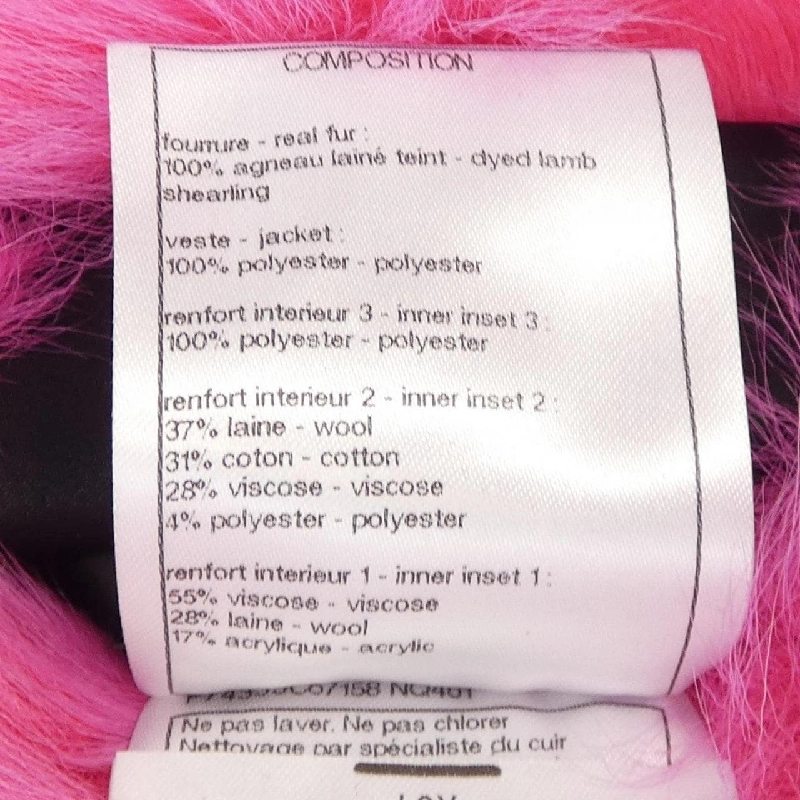 COMPOSITION
fourrure - real fur :
100% agneau lainé teint - dyed lamb
shearling
veste - jacket :
100% polyester - polyester
renfort interieur 3 - inner inset 3 :
100% polyester - polyester
renfort interieur 2 - inner inset 2 :
37% laine - wool
31% coton - cotton
28% viscose - viscose
4% polyester - polyester
renfort interieur 1 - inner inset 1 :
55% viscose - viscose
28% laine - wool
17% acrylique - acrylic
Ne pas laver. Ne pas chlorer
Nettoyage par spécialiste du cuir